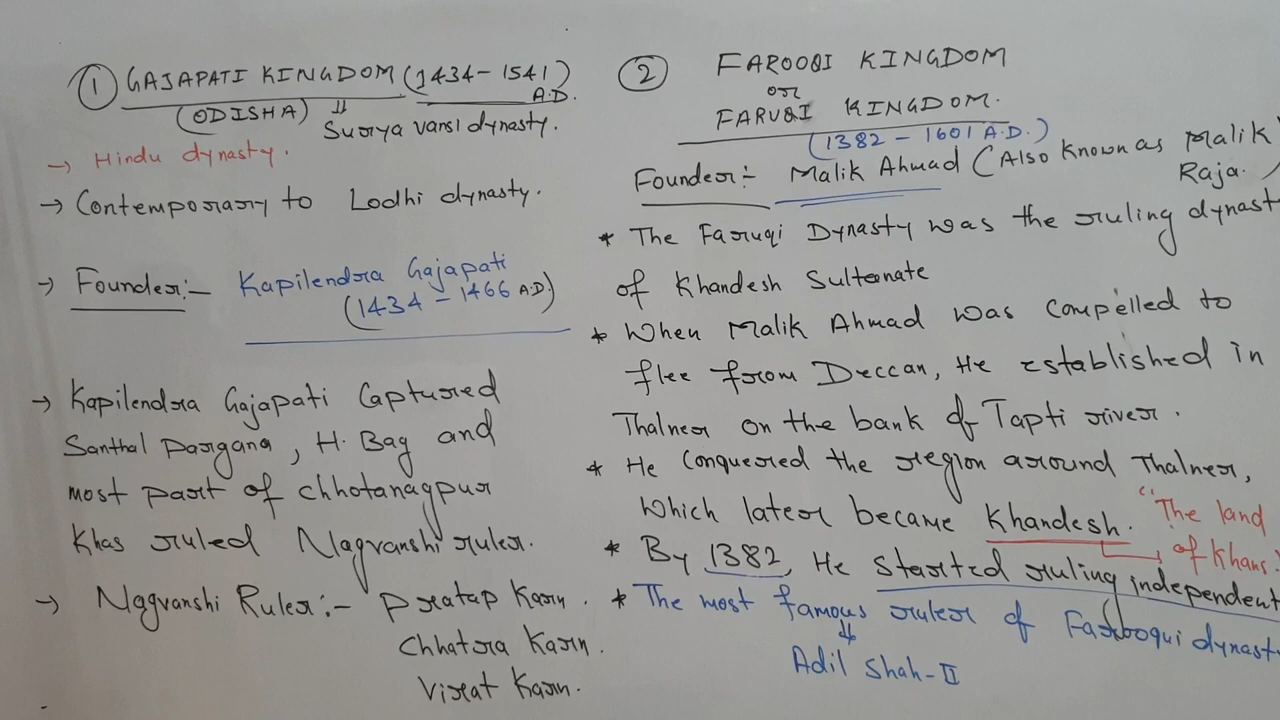 ① GAJAPATI KINGDOM (1434-1541) A.D.
(ODISHA) || Surya vansi dynasty.
→ Hindu dynasty.
→ Contemporary to Lodhi dynasty.
→ Founder:- Kapilendra Gajapati
(1434-1466 A.D.)
→ Kapilendra Gajapati Captured
Santhal Pargana, H. Bag and
most part of chhotanagpur
Khas ruled Nagvanshi ruler.
→ Nagvanshi Ruler:- Pratap Karn.
Chhatra Karn.
Virat Karn.
② FAROOQI KINGDOM
or
FARUQI KINGDOM.
(1382-1601 A.D.)
Founder:- Malik Ahmad (Also known as Malik
Raja.)
* The Faruqi Dynasty was the ruling dynast
of Khandesh Sultanate
* When Malik Ahmad was compelled to
flee from Deccan, He established in
Thalner on the bank of Tapti river.
* He Conquered the region around Thalner,
Which later became Khandesh. "The land
of Khans.
* By 1382, He started ruling independent
* The most famous ruler of Farooqui dynast
Adil Shah-II